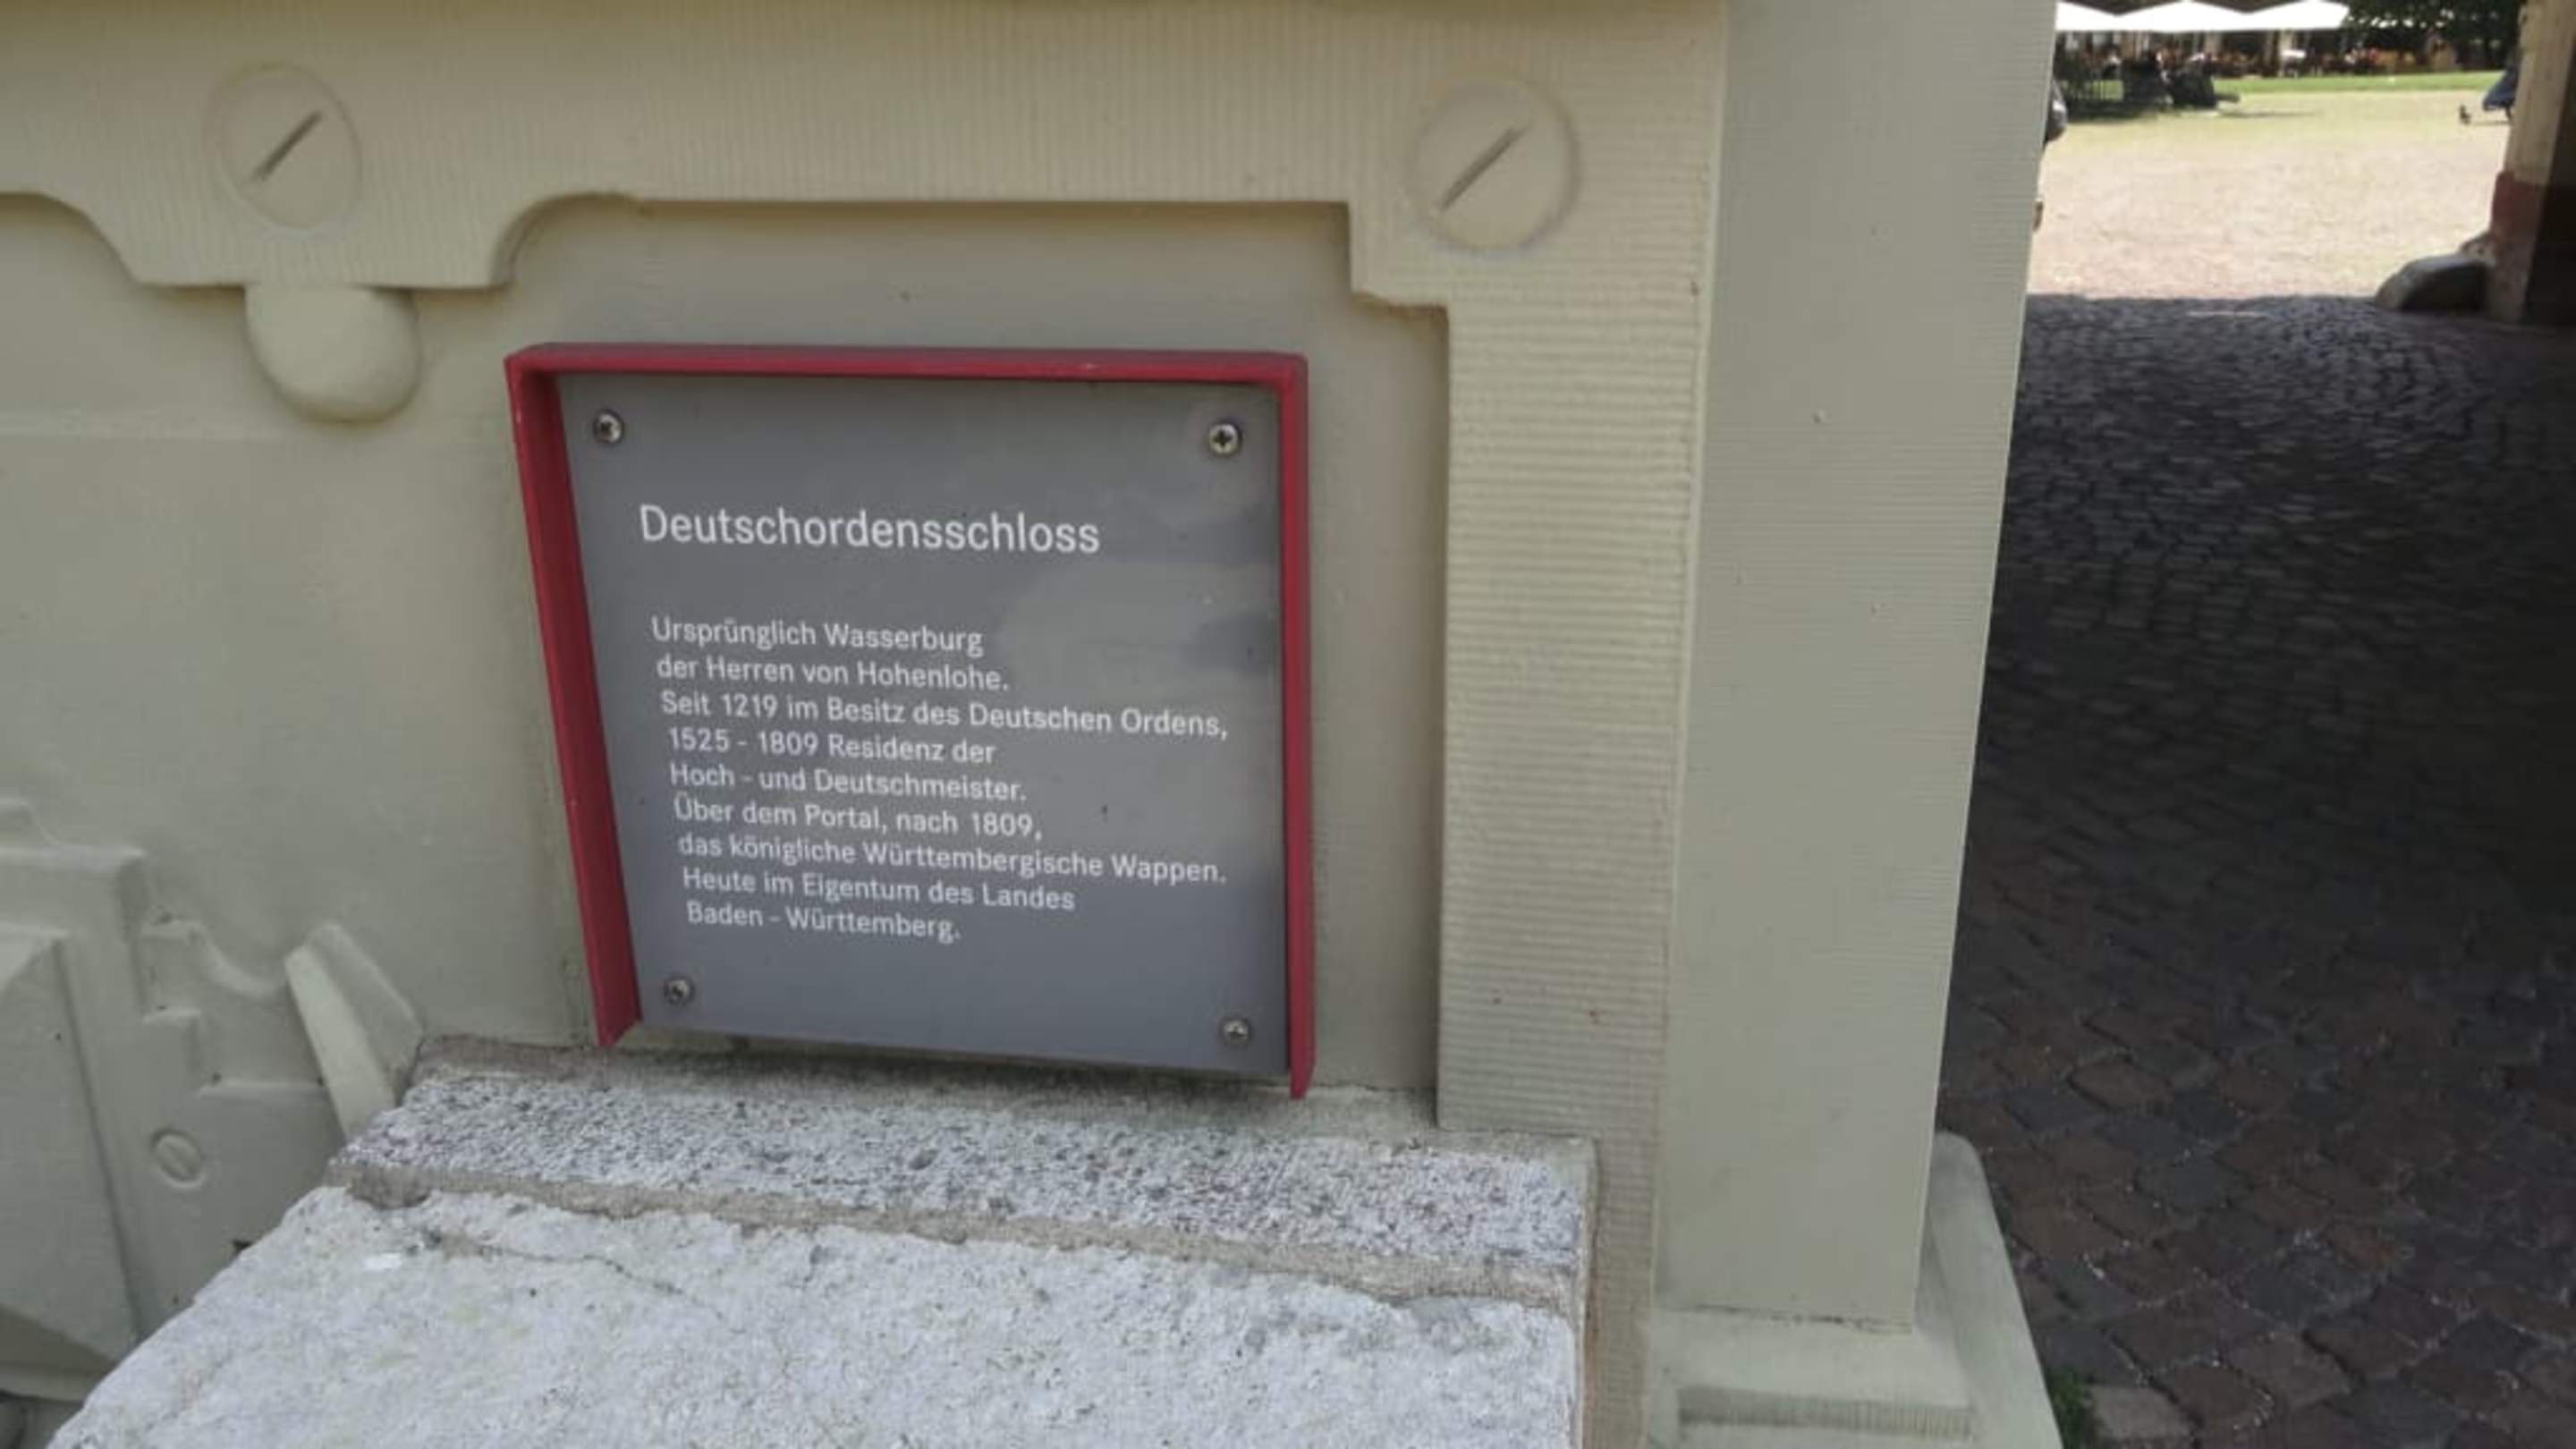 Deutschordensschloss
Ursprünglich Wasserburg
der Herren von Hohenlohe.
Seit 1219 im Besitz des Deutschen Ordens,
1525 - 1809 Residenz der
Hoch - und Deutschmeister.
Über dem Portal, nach 1809,
das königliche Württembergische Wappen.
Heute im Eigentum des Landes
Baden - Württemberg.